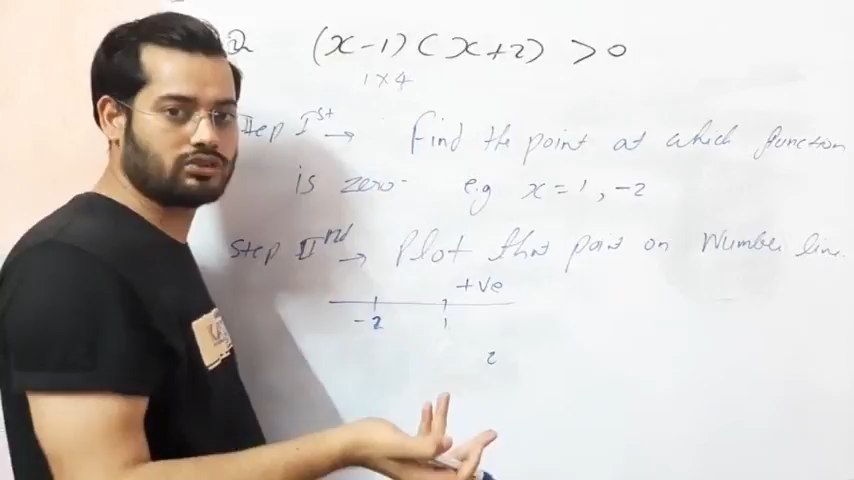 Q (x-1) (x+2) > 0
1 x 4
Step Ist → Find the point at which function
is zero- e.g x = 1, -2
Step IInd → Plot that point on Number line.
+ve
-2 1
2